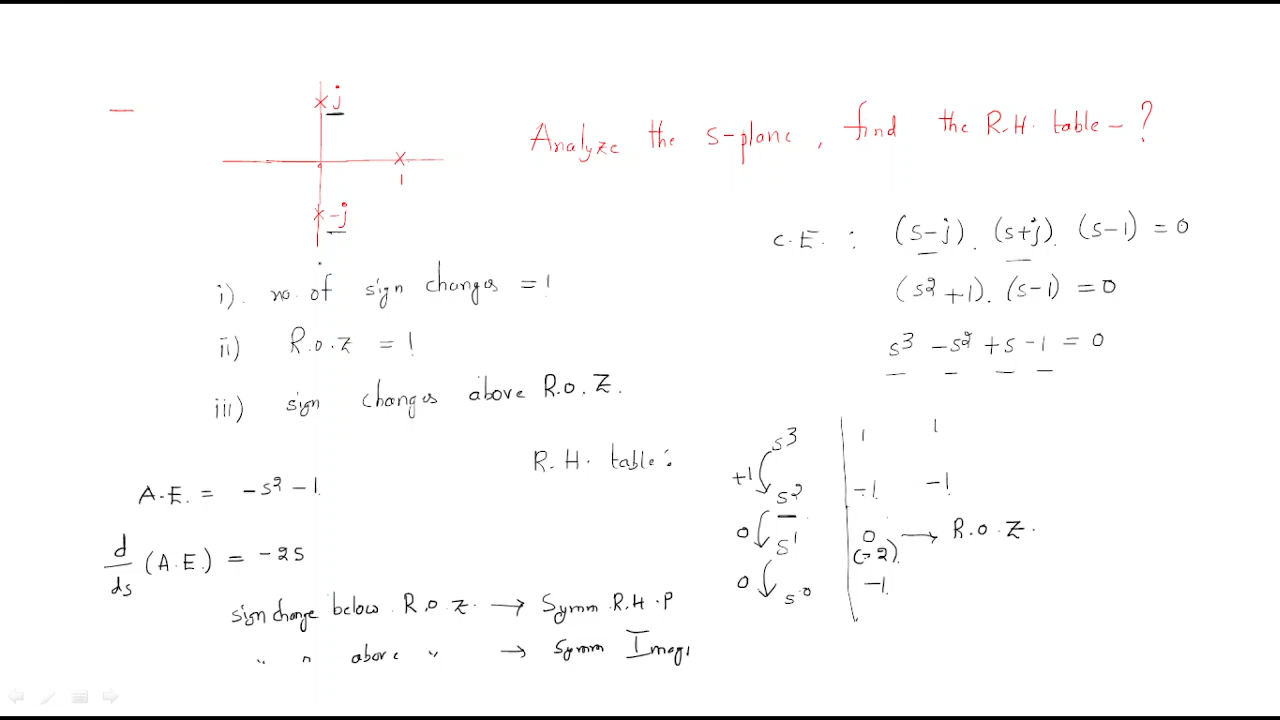 j
1
-j
Analyze the s-plane, find the R.H. table - ?
C.E. : (s-j). (s+j). (s-1) = 0
(s²+1). (s-1) = 0
s³ -s² +s -1 = 0
i). no. of sign changes = 1
ii) R.O.Z = 1
iii) sign changes above R.O.Z.
R.H. table:
s³ 1 1
+1 s² -1 -1
0 s¹ 0 → R.O.Z.
(-2)
0 s⁰ -1
A.E. = -s² -1
d/ds (A.E.) = -2s
sign change below R.O.Z. → Symm R.H.P
" " above " → Symm Imag